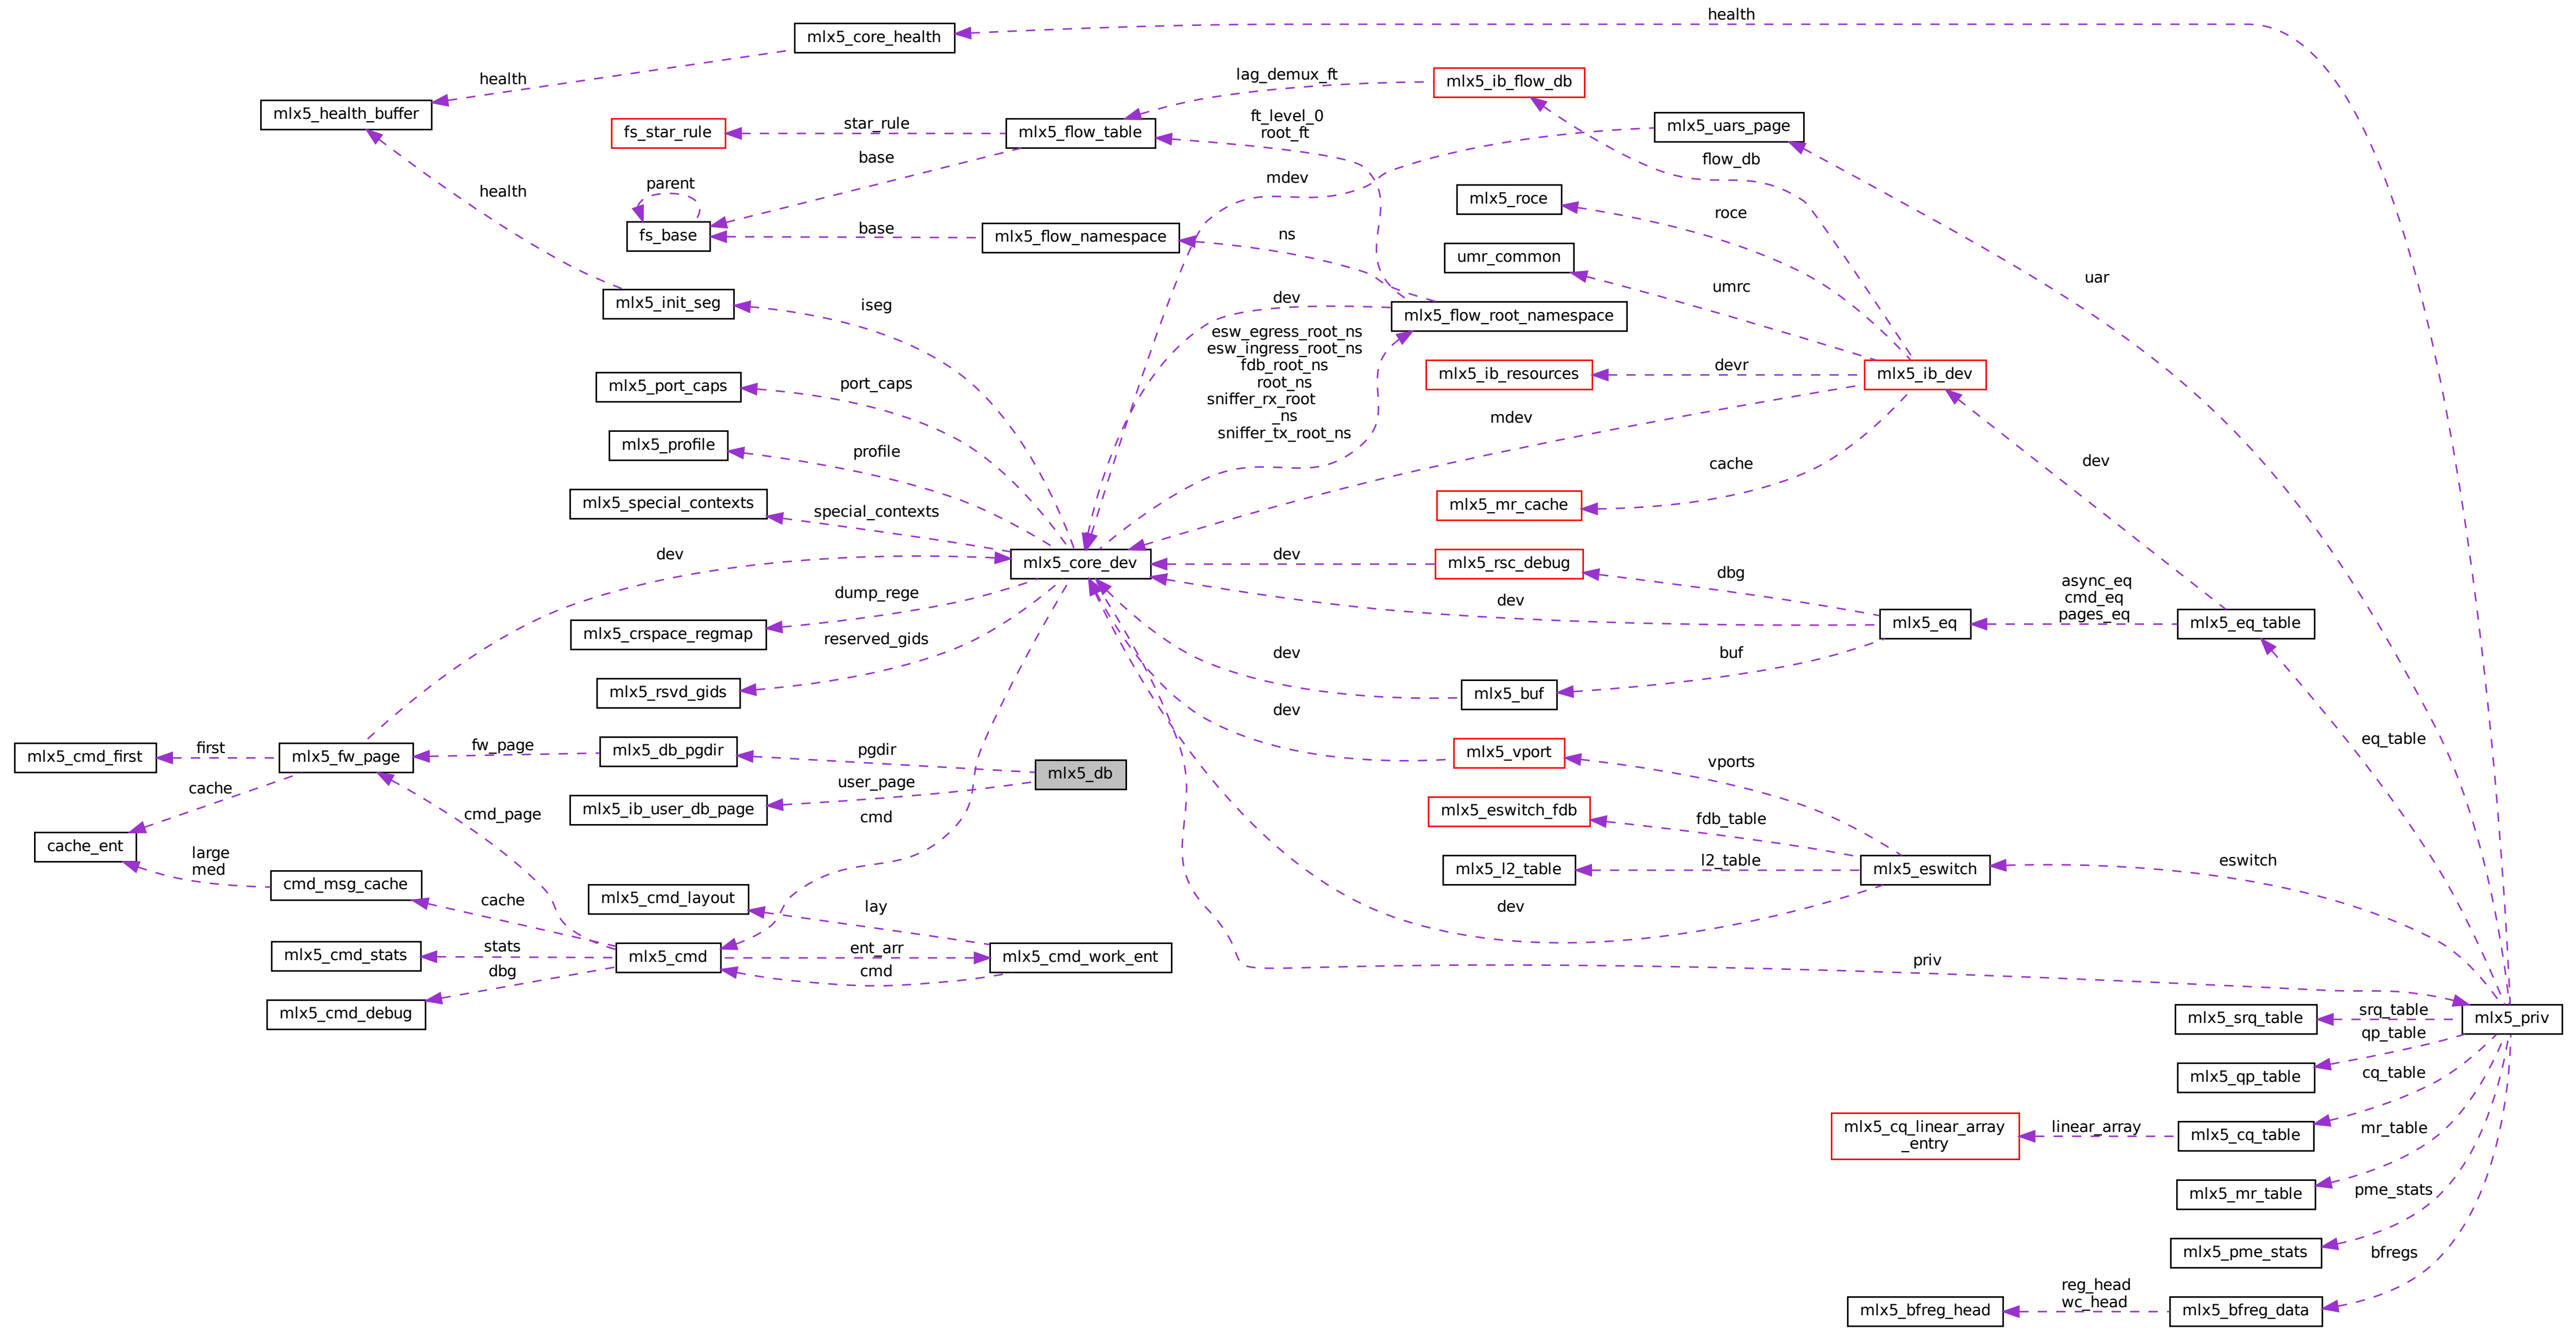 health
mlx5_core_health
health
mlx5_health_buffer
lag_demux_ft
mlx5_ib_flow_db
fs_star_rule
star_rule
mlx5_flow_table
ft_level_0
root_ft
mlx5_uars_page
base
flow_db
parent
mdev
health
mlx5_roce
roce
fs_base
base
mlx5_flow_namespace
ns
umr_common
uar
umrc
mlx5_init_seg
iseg
dev
mlx5_flow_root_namespace
esw_egress_root_ns
esw_ingress_root_ns
fdb_root_ns
root_ns
sniffer_rx_root
_ns
sniffer_tx_root_ns
mlx5_ib_resources
devr
mlx5_ib_dev
mlx5_port_caps
port_caps
mdev
mlx5_profile
profile
cache
dev
mlx5_special_contexts
special_contexts
mlx5_mr_cache
dev
mlx5_core_dev
dev
mlx5_rsc_debug
dbg
dump_rege
dev
async_eq
cmd_eq
pages_eq
mlx5_crspace_regmap
reserved_gids
mlx5_eq
mlx5_eq_table
dev
buf
mlx5_rsvd_gids
mlx5_buf
dev
eq_table
mlx5_cmd_first
first
mlx5_fw_page
fw_page
mlx5_db_pgdir
pgdir
mlx5_vport
vports
mlx5_db
cache
user_page
mlx5_ib_user_db_page
cmd_page
cmd
mlx5_eswitch_fdb
fdb_table
cache_ent
large
med
cmd_msg_cache
mlx5_l2_table
l2_table
mlx5_eswitch
eswitch
cache
mlx5_cmd_layout
lay
dev
mlx5_cmd_stats
stats
mlx5_cmd
ent_arr
mlx5_cmd_work_ent
dbg
cmd
priv
mlx5_cmd_debug
mlx5_srq_table
srq_table
mlx5_priv
qp_table
mlx5_qp_table
cq_table
mlx5_cq_linear_array
_entry
linear_array
mlx5_cq_table
mr_table
mlx5_mr_table
pme_stats
mlx5_pme_stats
bfregs
mlx5_bfreg_head
reg_head
wc_head
mlx5_bfreg_data